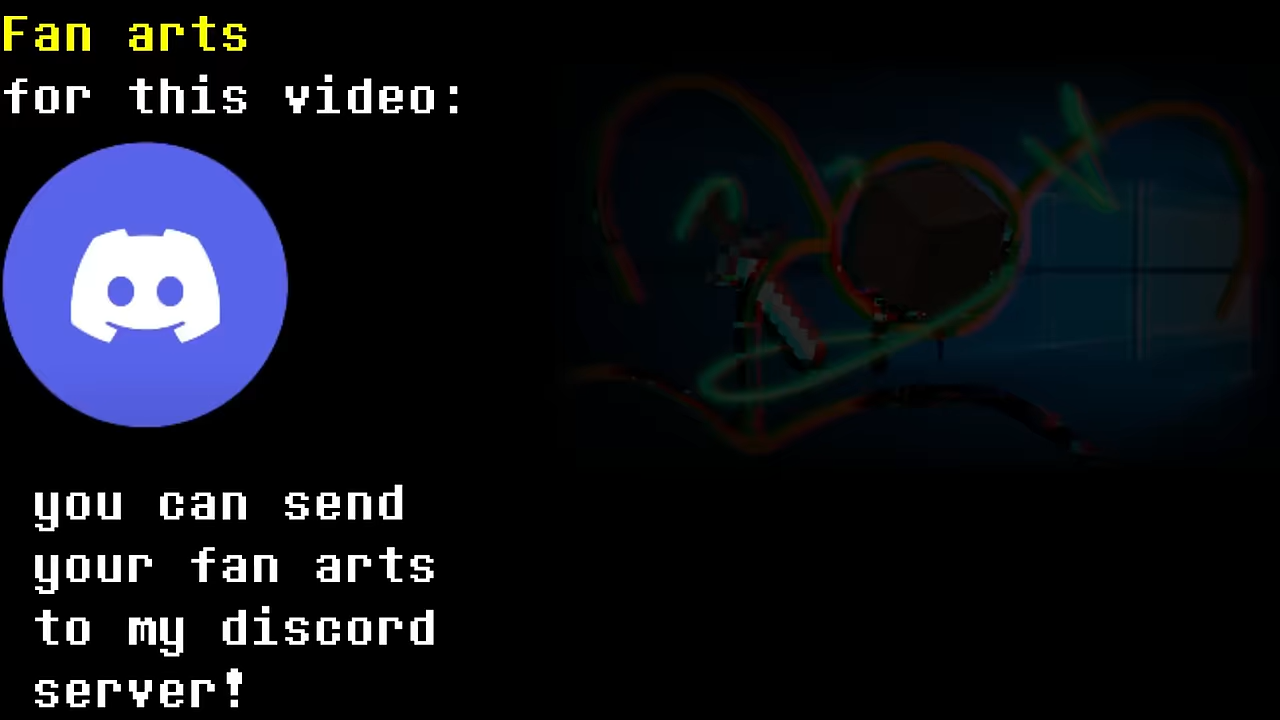 Fan arts
for this video:
you can send
your fan arts
to my discord
server!